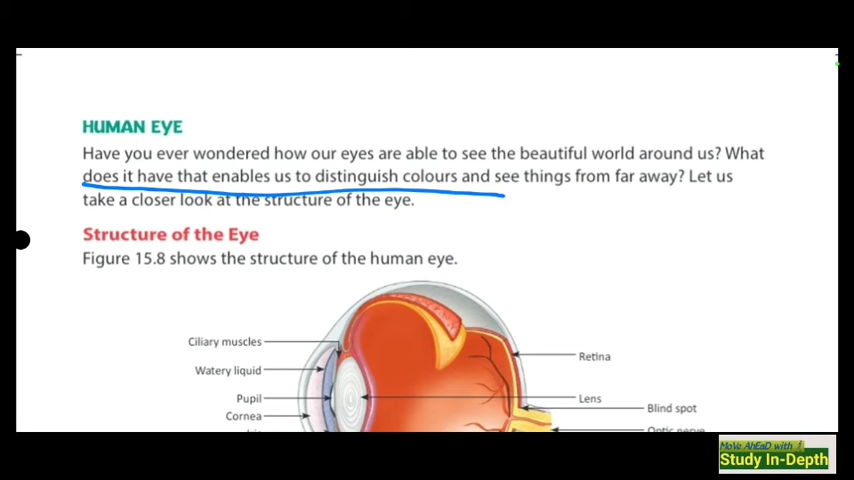 HUMAN EYE
Have you ever wondered how our eyes are able to see the beautiful world around us? What
does it have that enables us to distinguish colours and see things from far away? Let us
take a closer look at the structure of the eye.
Structure of the Eye
Figure 15.8 shows the structure of the human eye.
Ciliary muscles
Retina
Watery liquid
Pupil
Lens
Blind spot
Cornea
Optic nerve
MoVe AhEaD with
Study In-Depth